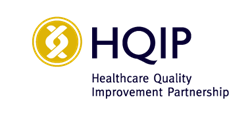 HQIP
Healthcare Quality
Improvement Partnership